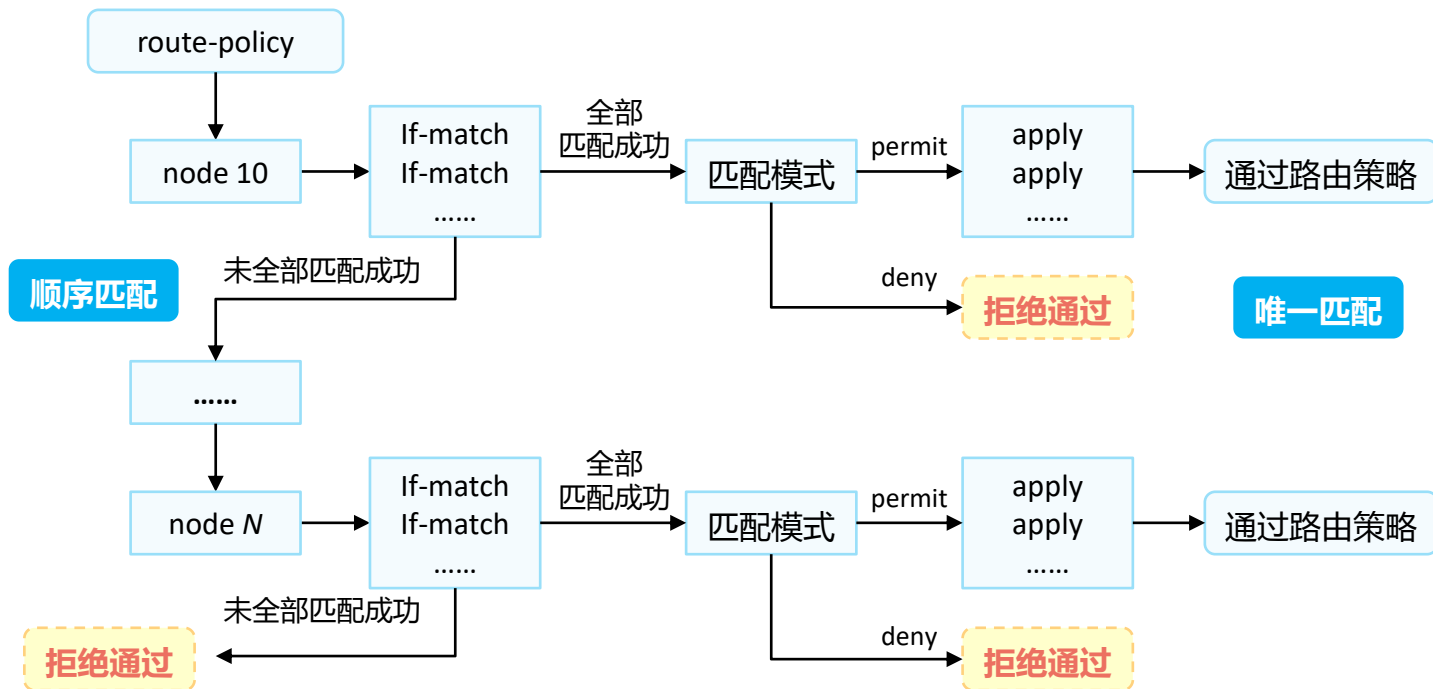 route-policy
node 10
If-match
If-match
......
全部
匹配成功
匹配模式
permit
apply
apply
......
通过路由策略
未全部匹配成功
deny
拒绝通过
顺序匹配
唯一匹配
......
node N
If-match
If-match
......
全部
匹配成功
匹配模式
permit
apply
apply
......
通过路由策略
未全部匹配成功
拒绝通过
deny
拒绝通过